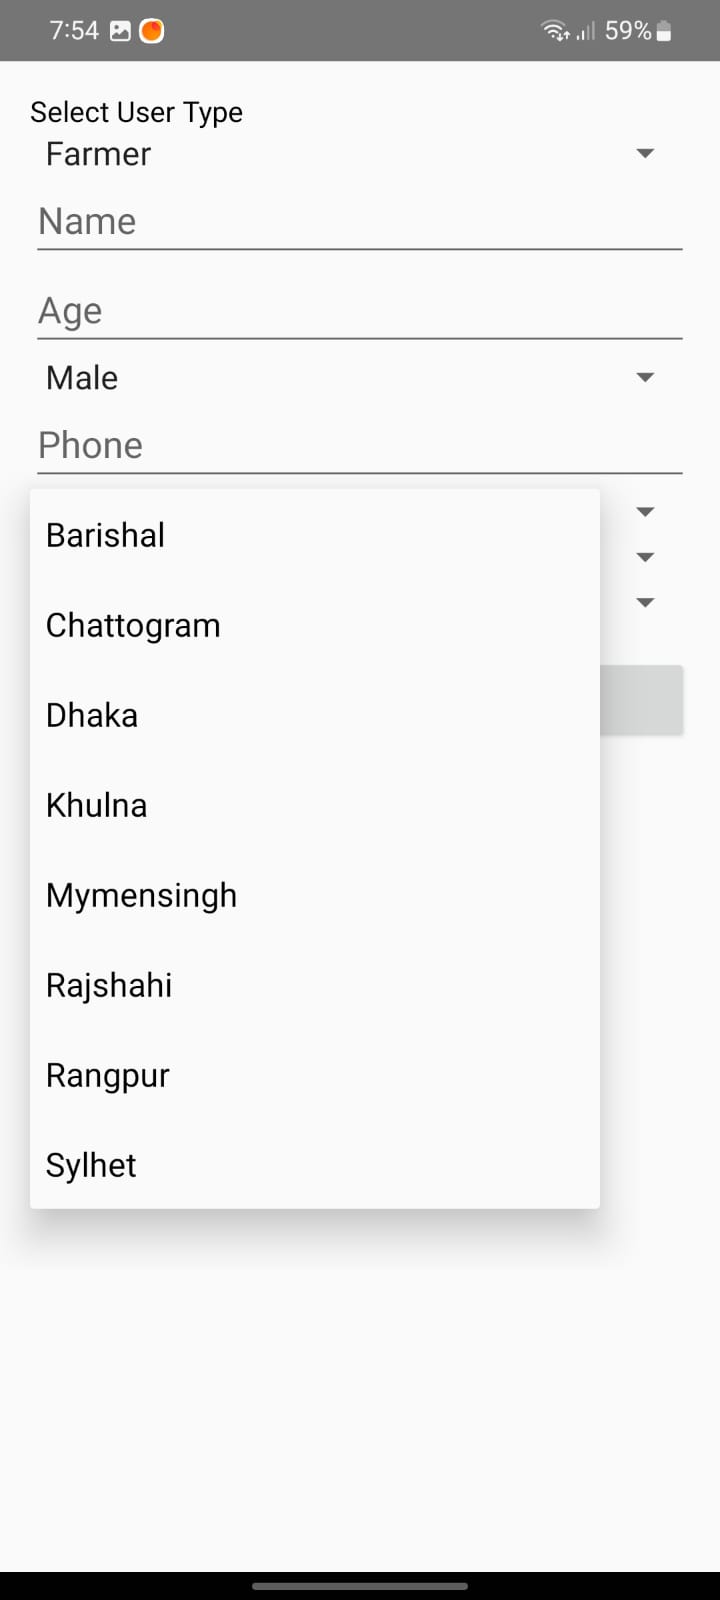 7:54 59%
Select User Type
Farmer
Name
Age
Male
Phone
Barishal
Chattogram
Dhaka
Khulna
Mymensingh
Rajshahi
Rangpur
Sylhet